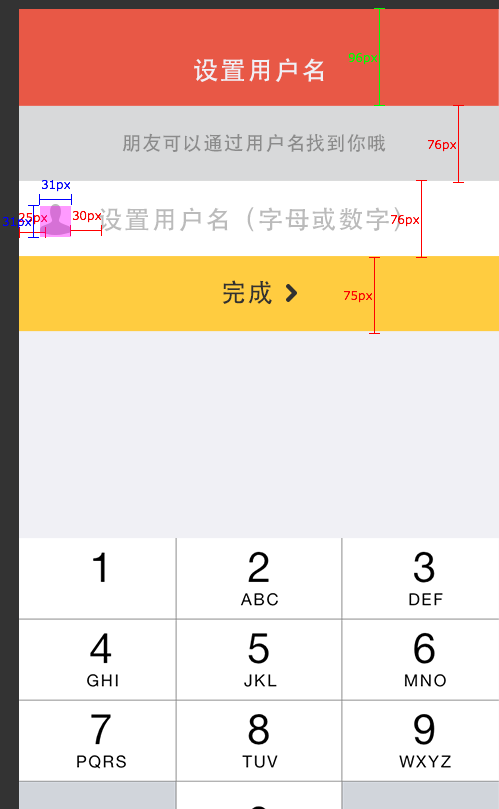 96px
设置用户名
朋友可以通过用户名找到你哦
76px
31px
31px
25px
30px
设置用户名（字母或数字）
76px
完成
75px
1
2
ABC
3
DEF
4
GHI
5
JKL
6
MNO
7
PQRS
8
TUV
9
WXYZ